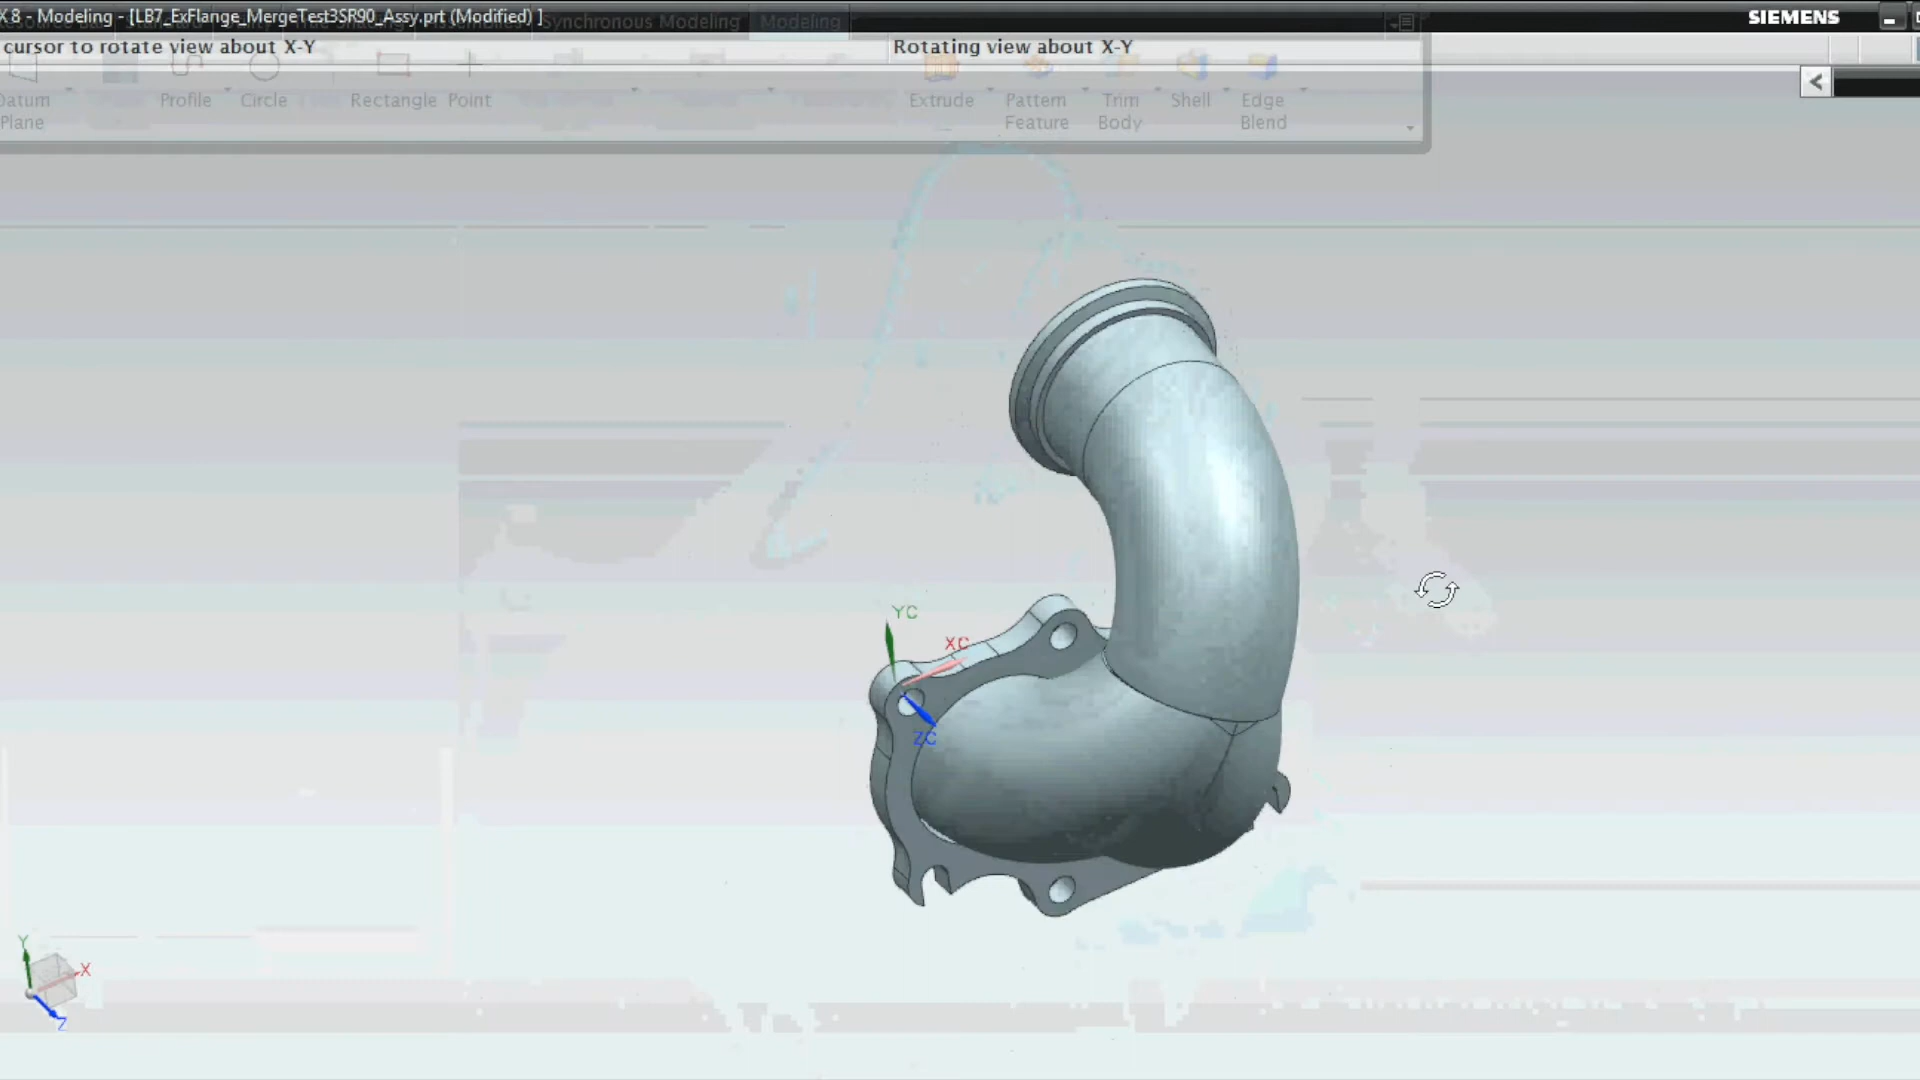 X 8 - Modeling - [LB7_ExFlange_MergeTest3SR90_Assy.prt (Modified) ]
Synchronous Modeling
Modeling
SIEMENS
cursor to rotate view about X-Y
Rotating view about X-Y
Datum Plane
Profile
Circle
Rectangle
Point
Extrude
Pattern Feature
Trim Body
Shell
Edge Blend
YC
XC
ZC
Y
X
Z